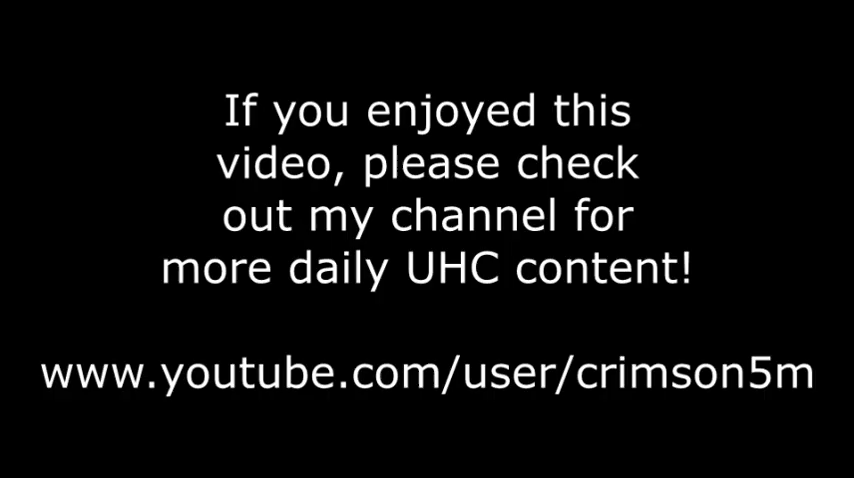 If you enjoyed this
video, please check
out my channel for
more daily UHC content!
www.youtube.com/user/crimson5m